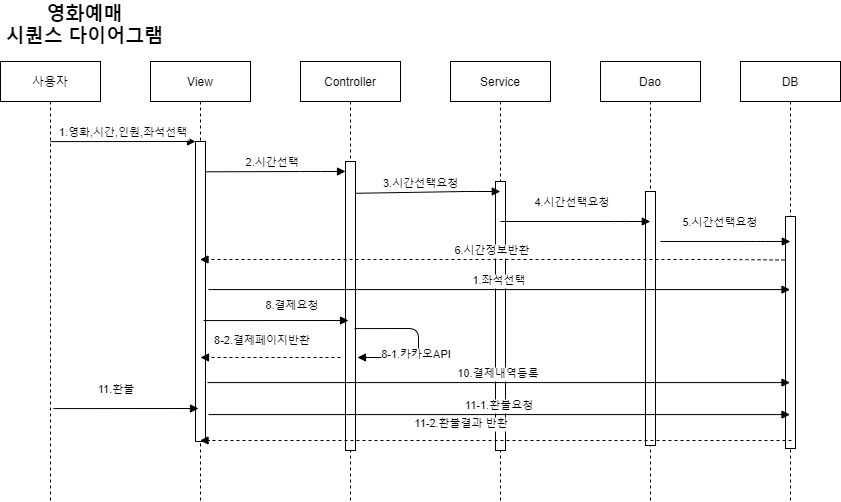 영화예매
시퀀스 다이어그램
사용자
View
Controller
Service
Dao
DB
1.영화,시간,인원,좌석선택
2.시간선택
3.시간선택요청
4.시간선택요청
5.시간선택요청
6.시간정보반환
1.좌석선택
8.결제요청
8-2.결제페이지반환
8-1.카카오API
10.결제내역등록
11.환불
11-1.환불요청
11-2.환불결과 반환